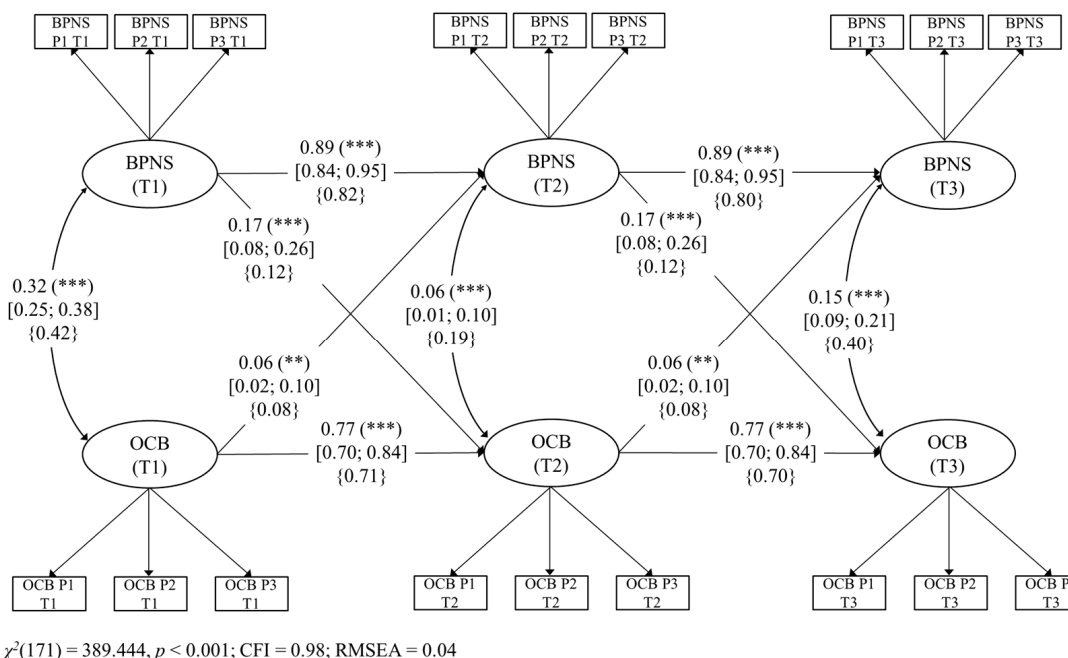 BPNS
P1 T1
BPNS
P2 T1
BPNS
P3 T1
BPNS
P1 T2
BPNS
P2 T2
BPNS
P3 T2
BPNS
P1 T3
BPNS
P2 T3
BPNS
P3 T3
BPNS
(T1)
0.89 (***)
[0.84; 0.95]
{0.82}
BPNS
(T2)
0.89 (***)
[0.84; 0.95]
{0.80}
BPNS
(T3)
0.17 (***)
[0.08; 0.26]
{0.12}
0.17 (***)
[0.08; 0.26]
{0.12}
0.32 (***)
[0.25; 0.38]
{0.42}
0.06 (***)
[0.01; 0.10]
{0.19}
0.15 (***)
[0.09; 0.21]
{0.40}
0.06 (**)
[0.02; 0.10]
{0.08}
0.06 (**)
[0.02; 0.10]
{0.08}
OCB
(T1)
0.77 (***)
[0.70; 0.84]
{0.71}
OCB
(T2)
0.77 (***)
[0.70; 0.84]
{0.70}
OCB
(T3)
OCB P1
T1
OCB P2
T1
OCB P3
T1
OCB P1
T2
OCB P2
T2
OCB P3
T2
OCB P1
T3
OCB P2
T3
OCB P
T3
χ²(171) = 389.444, p < 0.001; CFI = 0.98; RMSEA = 0.04